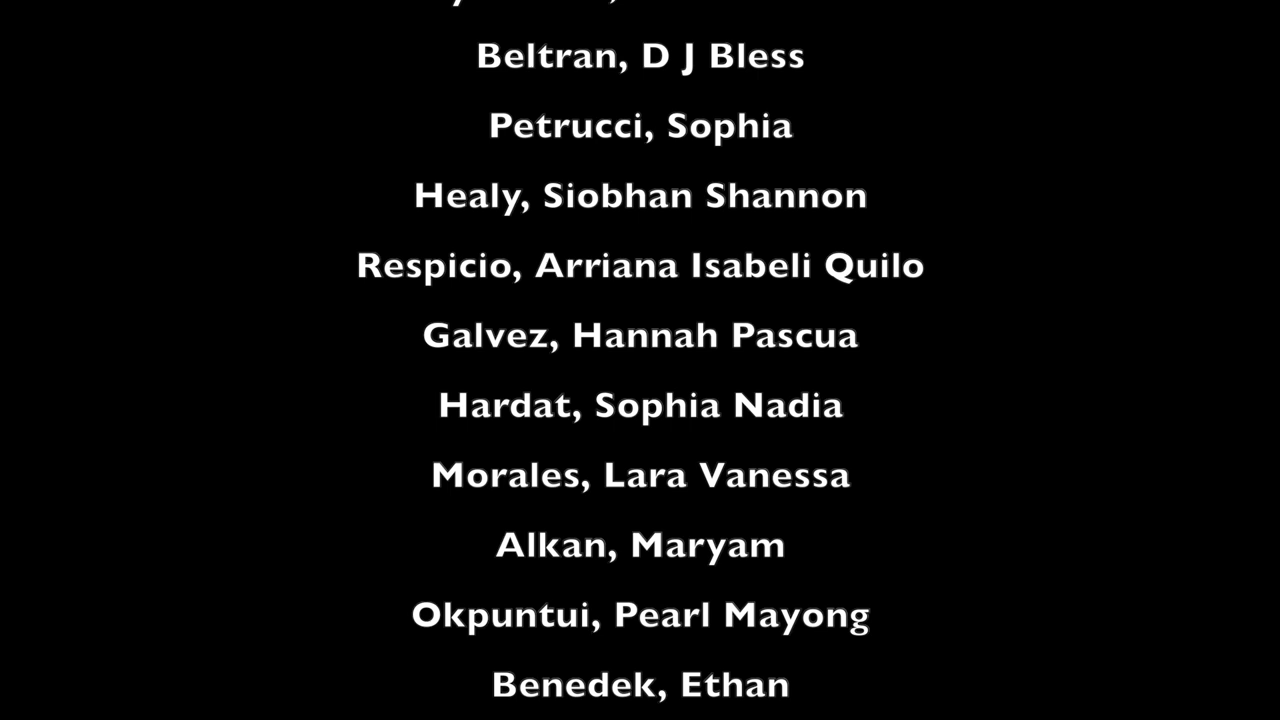 Beltran, D J Bless
Petrucci, Sophia
Healy, Siobhan Shannon
Respicio, Arriana Isabeli Quilo
Galvez, Hannah Pascua
Hardat, Sophia Nadia
Morales, Lara Vanessa
Alkan, Maryam
Okpuntui, Pearl Mayong
Benedek, Ethan